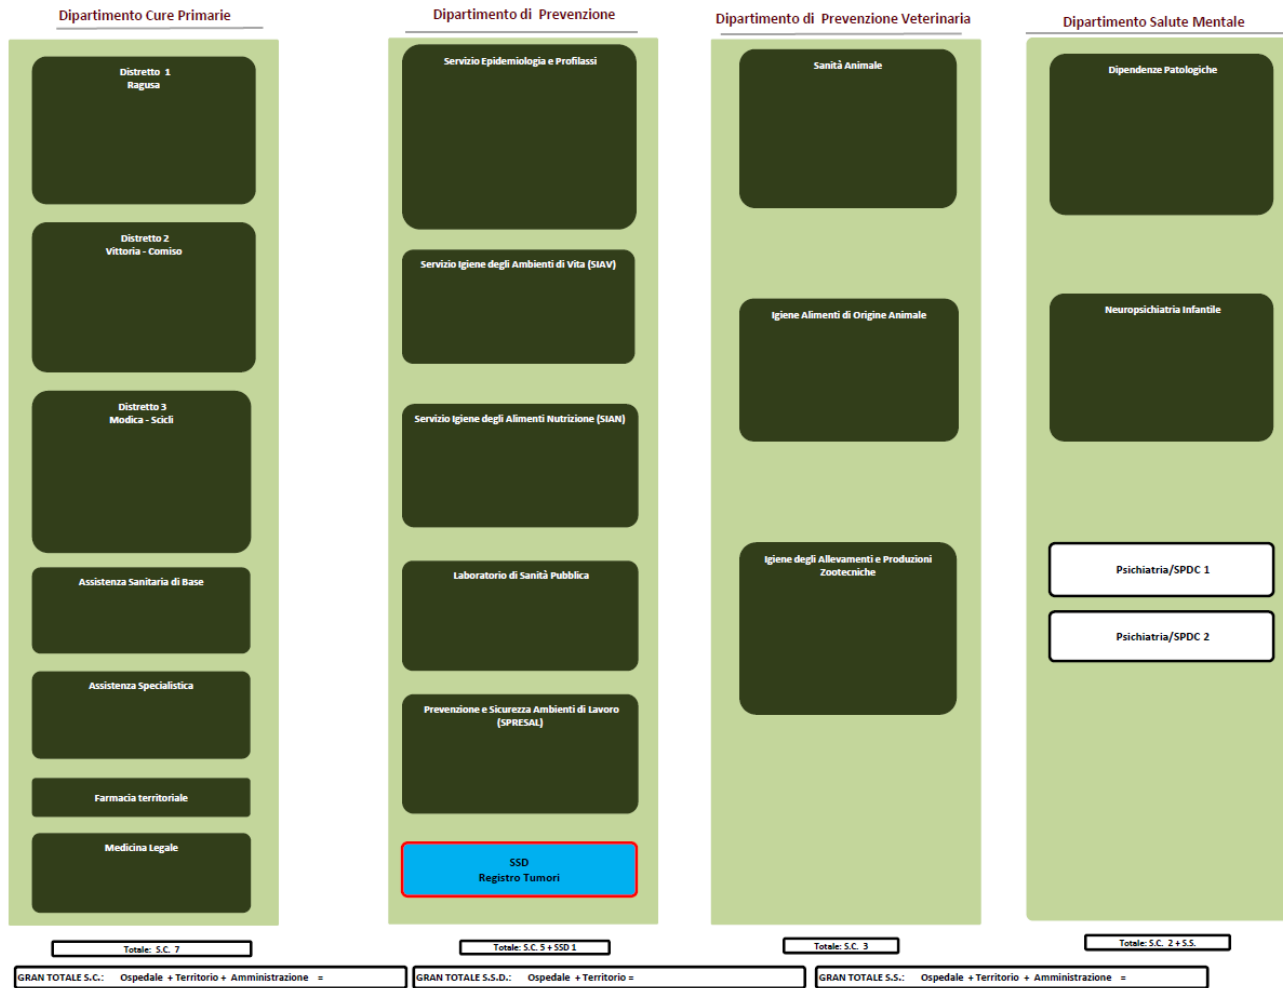 Dipartimento Cure Primarie
Distretto 1
Ragusa
Distretto 2
Vittoria - Comiso
Distretto 3
Modica - Scicli
Assistenza Sanitaria di Base
Assistenza Specialistica
Farmacia territoriale
Medicina Legale
Totale: S.C. 7
Dipartimento di Prevenzione
Servizio Epidemiologia e Profilassi
Servizio Igiene degli Ambienti di Vita (SIAV)
Servizio Igiene degli Alimenti Nutrizione (SIAN)
Laboratorio di Sanità Pubblica
Prevenzione e Sicurezza Ambienti di Lavoro
(SPRESAL)
SSD
Registro Tumori
Totale: S.C. 5 + SSD 1
Dipartimento di Prevenzione Veterinaria
Sanità Animale
Igiene Alimenti di Origine Animale
Igiene degli Allevamenti e Produzioni
Zootecniche
Totale: S.C. 3
Dipartimento Salute Mentale
Dipendenze Patologiche
Neuropsichiatria Infantile
Psichiatria/SPDC 1
Psichiatria/SPDC 2
Totale: S.C. 2 + S.S.
GRAN TOTALE S.C.: Ospedale + Territorio + Amministrazione =
GRAN TOTALE S.S.D.: Ospedale + Territorio =
GRAN TOTALE S.S.: Ospedale + Territorio + Amministrazione =